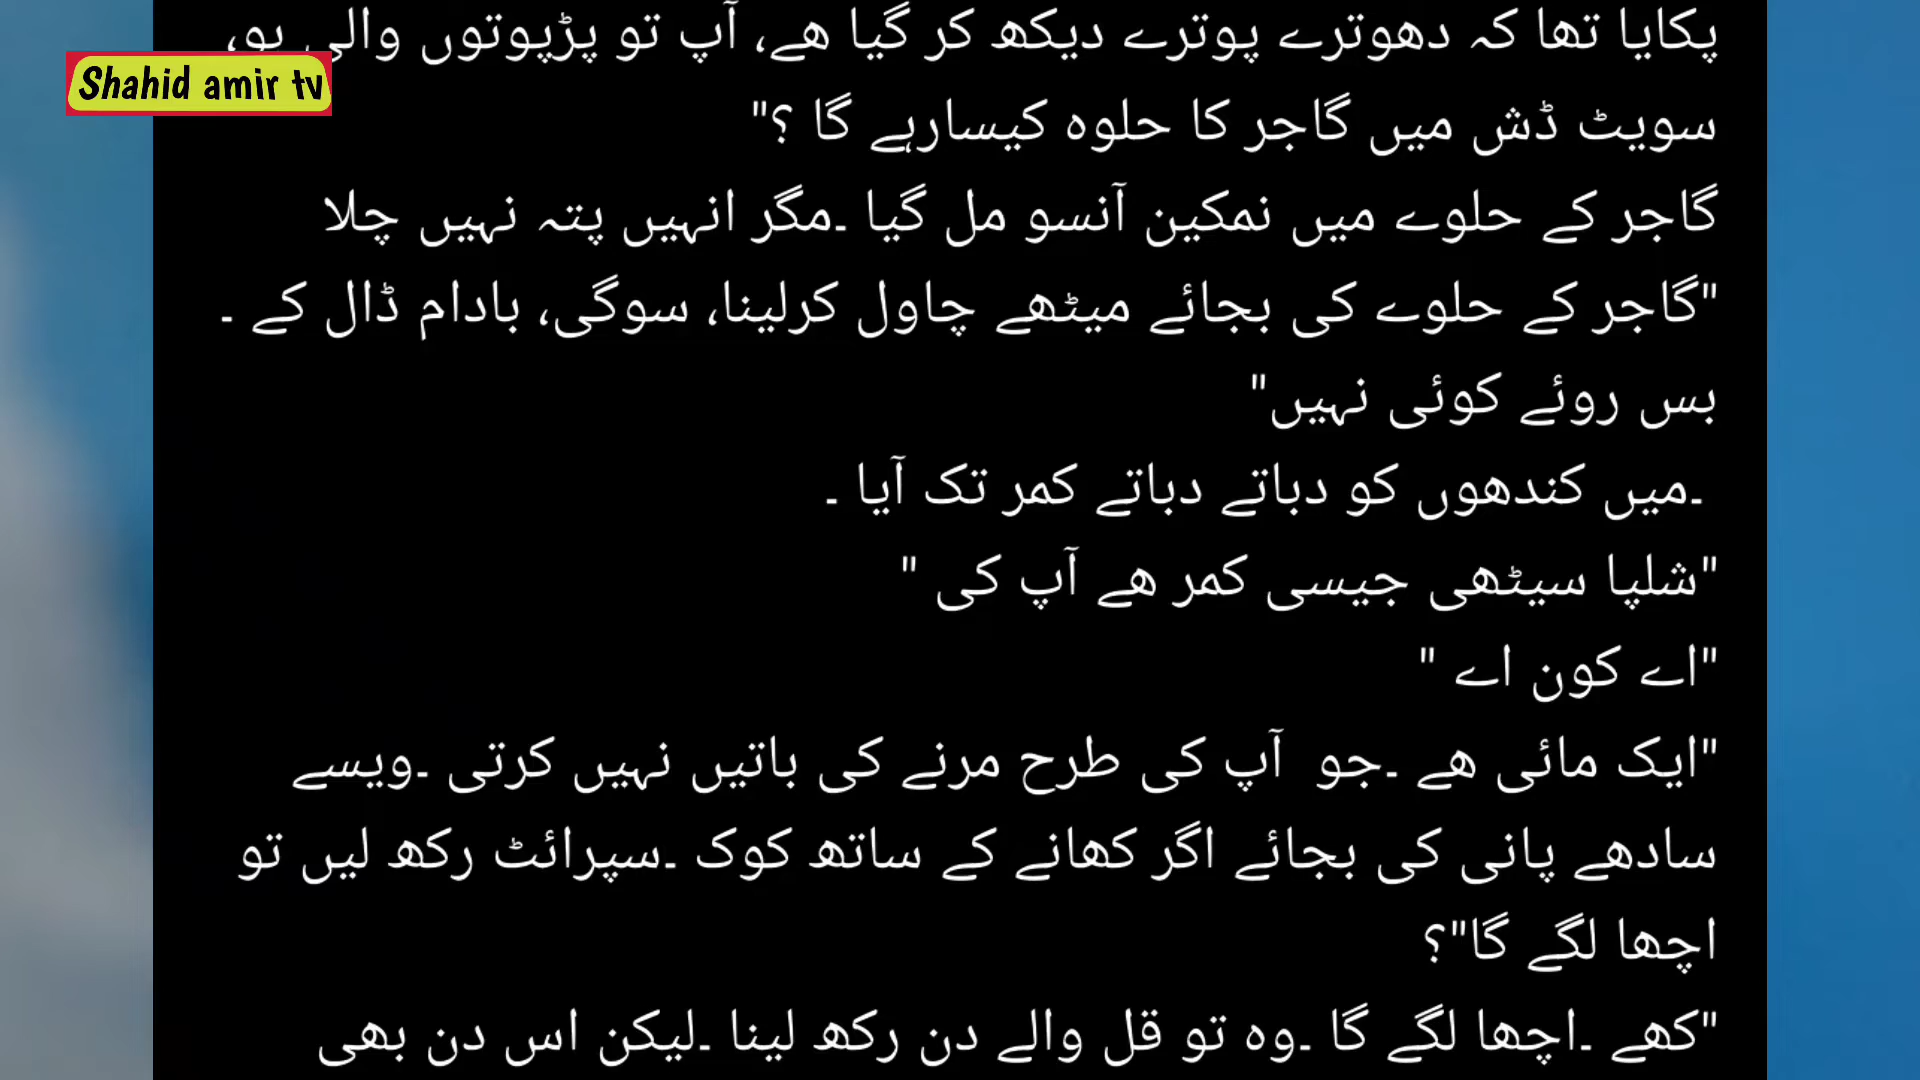 پکایا تھا کہ دھوترے پوترے دیکھ کر گیا ھے، آپ تو پڑپوتوں والی ہو،
Shahid amir tv
سویٹ ڈش میں گاجر کا حلوہ کیسارہے گا ؟"
گاجر کے حلوے میں نمکین آنسو مل گیا ۔مگر انہیں پتہ نہیں چلا
"گاجر کے حلوے کی بجائے میٹھے چاول کرلینا، سوگی، بادام ڈال کے ۔
بس روئے کوئی نہیں"
۔میں کندھوں کو دباتے دباتے کمر تک آیا ۔
"شلپا سیٹھی جیسی کمر ھے آپ کی "
"اے کون اے "
"ایک مائی ھے ۔جو آپ کی طرح مرنے کی باتیں نہیں کرتی ۔ویسے
سادھے پانی کی بجائے اگر کھانے کے ساتھ کوک ۔سپرائٹ رکھ لیں تو
اچھا لگے گا"؟
"کھے ۔اچھا لگے گا ۔وہ تو قل والے دن رکھ لینا ۔لیکن اس دن بھی